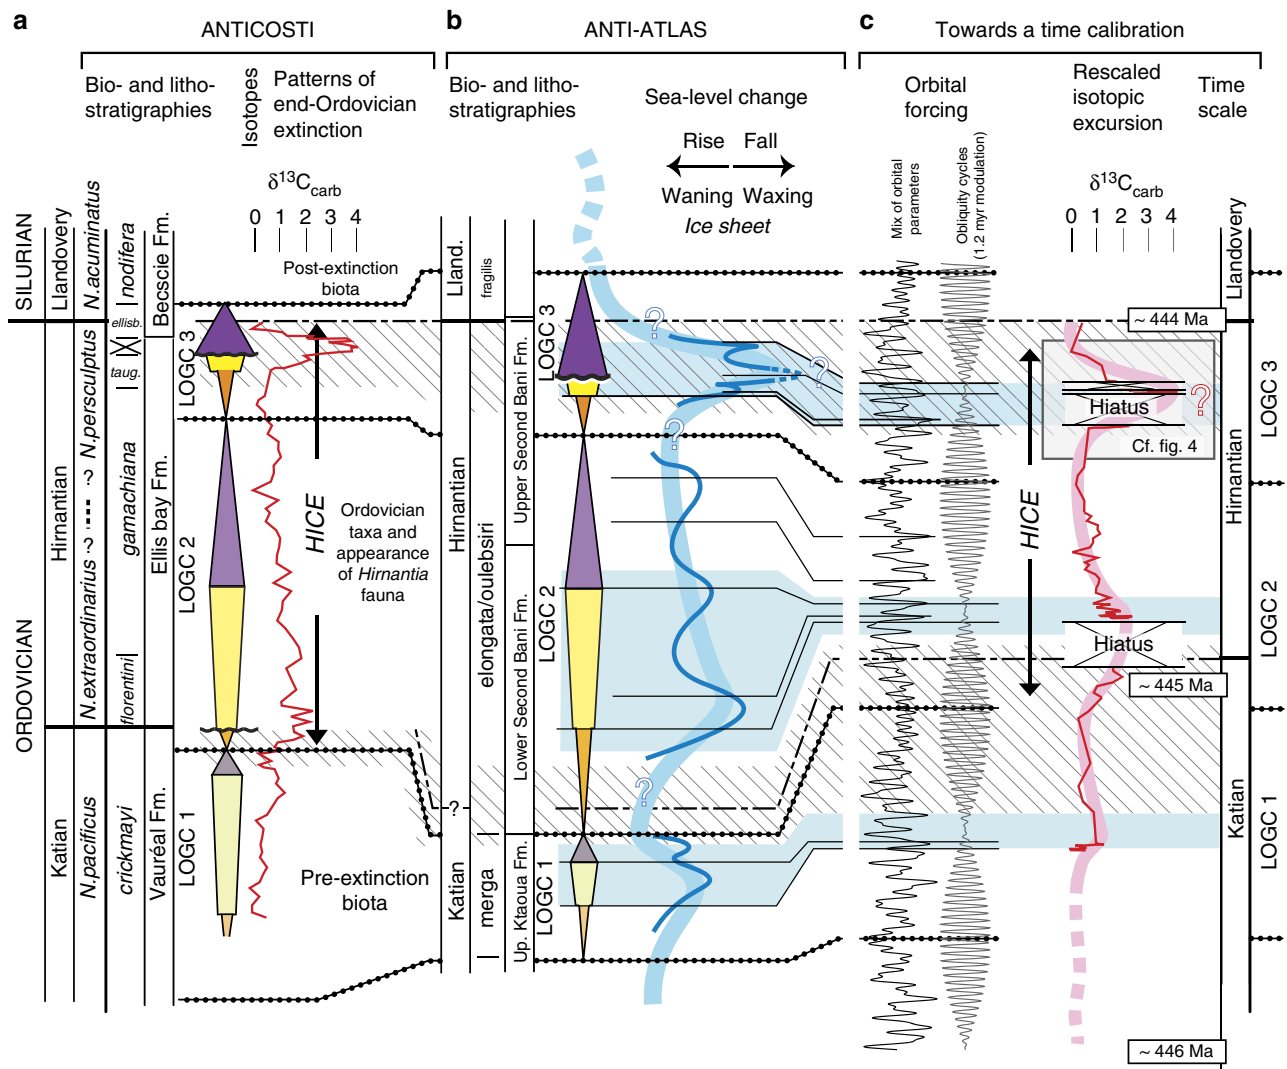 a
ANTICOSTI
Bio- and litho-
stratigraphies
Isotopes
Patterns of
end-Ordovician
extinction
δ13Ccarb
0 1 2 3 4
Post-extinction
biota
SILURIAN
ORDOVICIAN
Llandovery
Hirnantian
Katian
N.acuminatus
N.persculptus
?
?
N.extraordinarius
N.pacificus
nodifera
ellisb.
taug.
gamachiana
florentini
crickmayi
Becscie Fm.
Ellis bay Fm.
Vauréal Fm.
LOGC 3
LOGC 2
LOGC 1
HICE
Ordovician
taxa and
appearance
of Hirnantia
fauna
Pre-extinction
biota
b
ANTI-ATLAS
Bio- and litho-
stratigraphies
Sea-level change
Rise Fall
Waning Waxing
Ice sheet
Lland.
Hirnantian
?
Katian
fragilis
elongata/oulebsiri
merga
Upper Second Bani Fm.
Lower Second Bani Fm.
Up. Ktaoua Fm.
LOGC 3
LOGC 2
LOGC 1
?
?
?
?
c
Towards a time calibration
Orbital
forcing
Rescaled
isotopic
excursion
Time
scale
Mix of orbital
parameters
Obliquity cycles
(1.2 myr modulation)
δ13Ccarb
0 1 2 3 4
~ 444 Ma
Hiatus
?
Cf. fig. 4
HICE
Hiatus
~ 445 Ma
~ 446 Ma
Llandovery
Hirnantian
Katian
LOGC 3
LOGC 2
LOGC 1